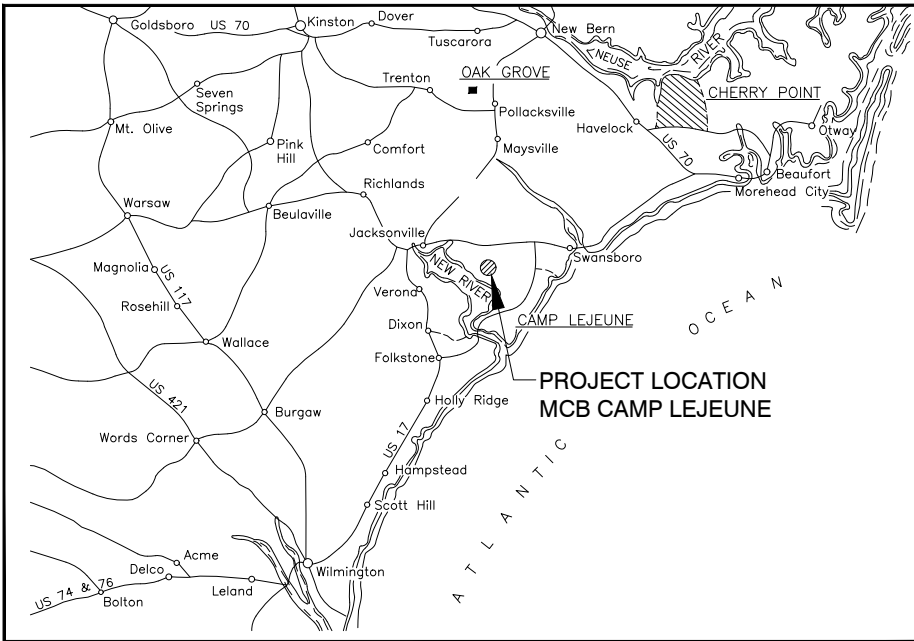 Goldsboro
US 70
Kinston
Dover
Tuscarora
New Bern
NEUSE
RIVER
OAK GROVE
CHERRY POINT
Trenton
Seven
Springs
Pollacksville
Mt. Olive
Pink
Hill
Comfort
Maysville
Havelock
US 70
Otway
Beaufort
Morehead City
Richlands
Warsaw
Beulaville
Jacksonville
Swansboro
NEW RIVER
Magnolia
US 117
Verona
Rosehill
Dixon
CAMP LEJEUNE
Wallace
Folkstone
OCEAN
PROJECT LOCATION
MCB CAMP LEJEUNE
US 421
Burgaw
Holly Ridge
Words Corner
US 17
Hampstead
Scott Hill
ATLANTIC
Acme
Delco
Wilmington
Leland
US 74 & 76
Bolton